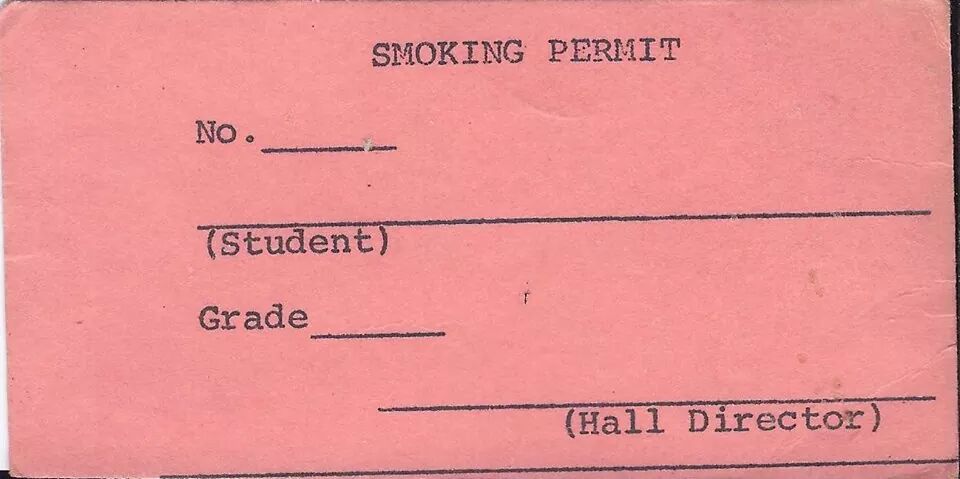 SMOKING PERMIT
No.
(Student)
Grade
(Hall Director)